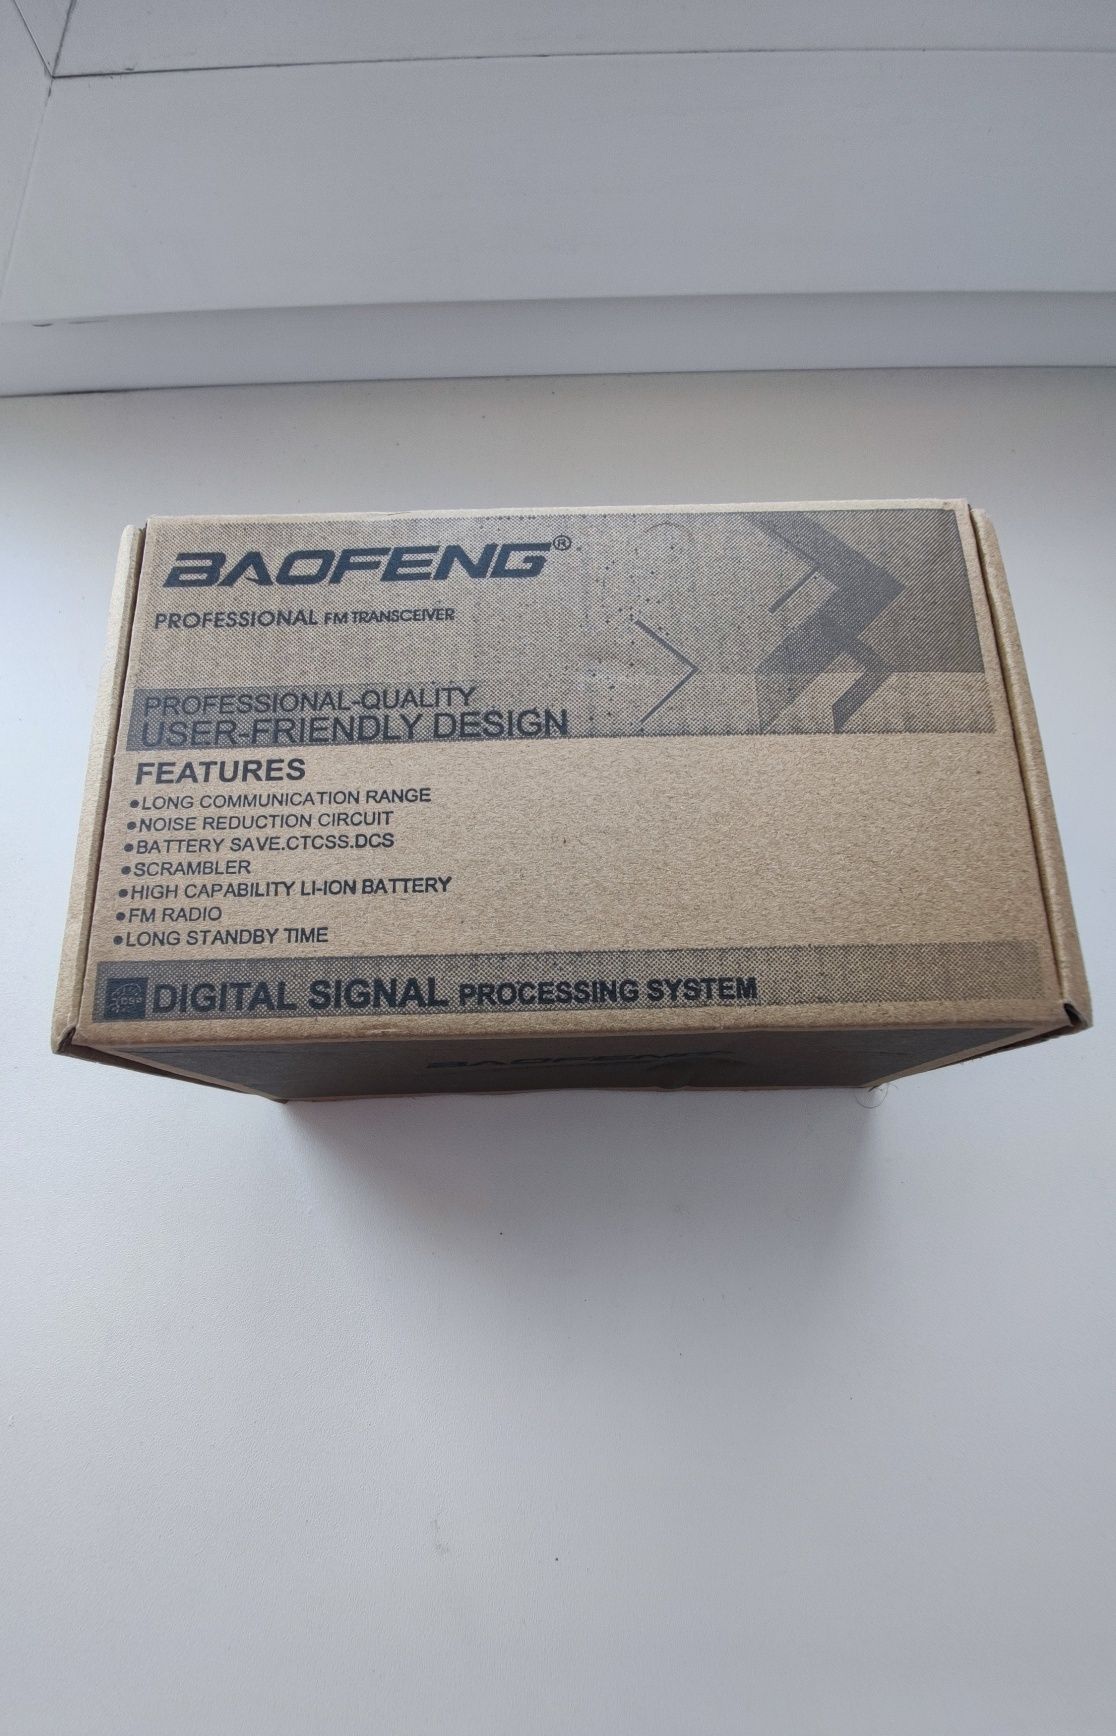 BAOFENG®
PROFESSIONAL FM TRANSCEIVER
PROFESSIONAL-QUALITY
USER-FRIENDLY DESIGN
FEATURES
●LONG COMMUNICATION RANGE
●NOISE REDUCTION CIRCUIT
●BATTERY SAVE.CTCSS.DCS
●SCRAMBLER
●HIGH CAPABILITY LI-ION BATTERY
●FM RADIO
●LONG STANDBY TIME
DIGITAL SIGNAL PROCESSING SYSTEM
BAOFENG